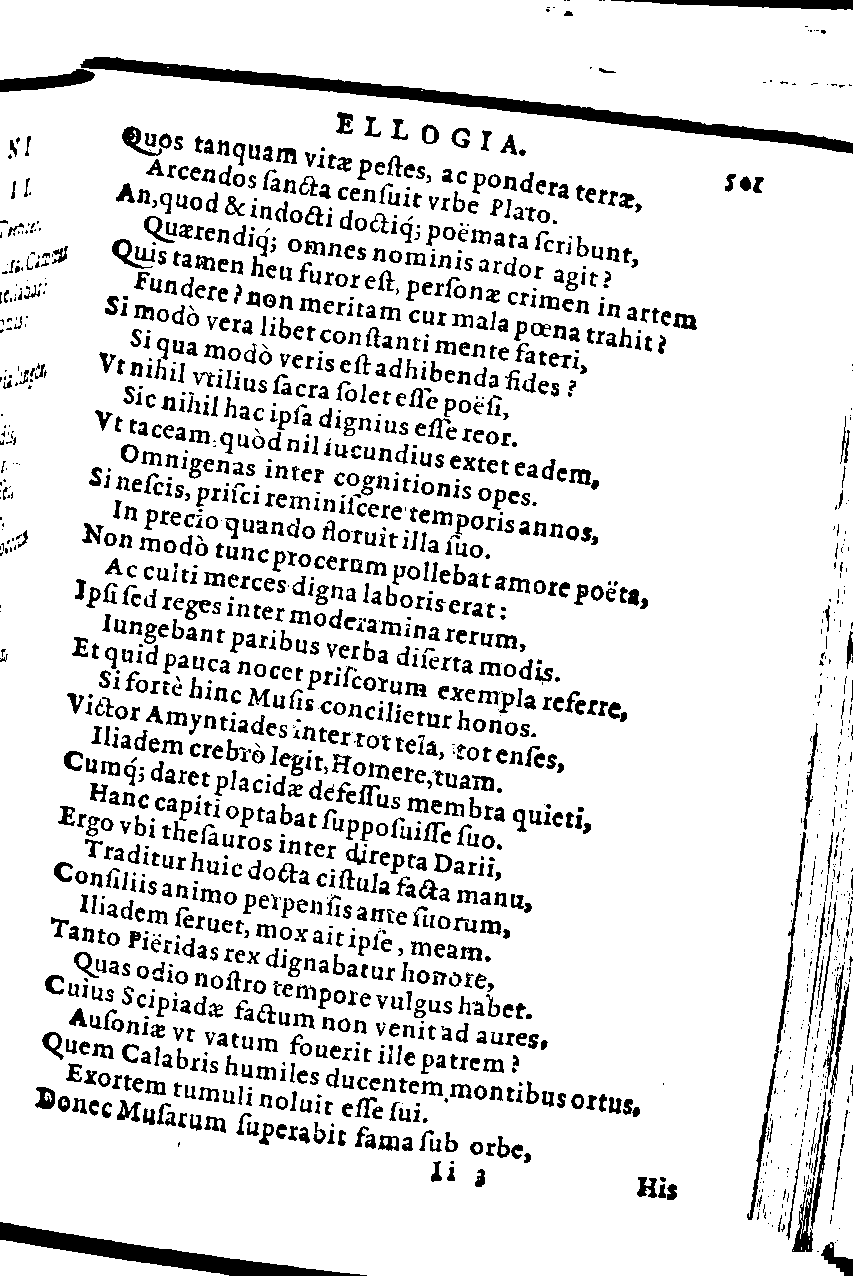 ELLOGIA. 501
Quos tanquam vitæ peſtes, ac pondera terræ,
Arcendos ſancta cenſuit vrbe Plato.
An, quod & indocti doctiq́; poëmata ſcribunt,
Quærendiq́; omnes nominis ardor agit?
Quis tamen heu furor eſt, perſonæ crimen in artem
Fundere? non meritam cur mala pœna trahit?
Si modò vera libet conſtanti mente fateri,
Si qua modò veris eſt adhibenda fides?
Vt nihil vtilius ſacra ſolet eſſe poëſi,
Sic nihil hac ipſa dignius eſſe reor.
Vt taceam, quòd nil iucundius extet eadem,
Omnigenas inter cognitionis opes.
Si neſcis, priſci reminiſcere temporis annos,
In precio quando floruit illa ſuo.
Non modò tunc procerum pollebat amore poëta,
Ac culti merces digna laboris erat:
Ipſi ſed reges inter moderamina rerum,
Iungebant paribus verba diſerta modis.
Et quid pauca nocet priſcorum exempla referre,
Si fortè hinc Muſis concilietur honos.
Victor Amyntiades inter tot tela, tot enſes,
Iliadem crebrò legit, Homere, tuam.
Cumq́; daret placidæ defeſſus membra quieti,
Hanc capiti optabat ſuppoſuiſſe ſuo.
Ergo vbi theſauros inter direpta Darii,
Traditur huic docta ciſtula facta manu,
Conſiliis animo perpenſis ante ſuorum,
Iliadem ſeruet, mox ait ipſe, meam.
Tanto Piëridas rex dignabatur honore,
Quas odio noſtro tempore vulgus habet.
Cuius Scipiadæ factum non venit ad aures,
Auſoniæ vt vatum fouerit ille patrem?
Quem Calabris humiles ducentem montibus ortus,
Exortem tumuli noluit eſſe ſui.
Donec Muſarum ſuperabit fama ſub orbe,
Ii 3 His